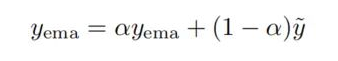 y_ema = αy_ema + (1 − α)ỹ